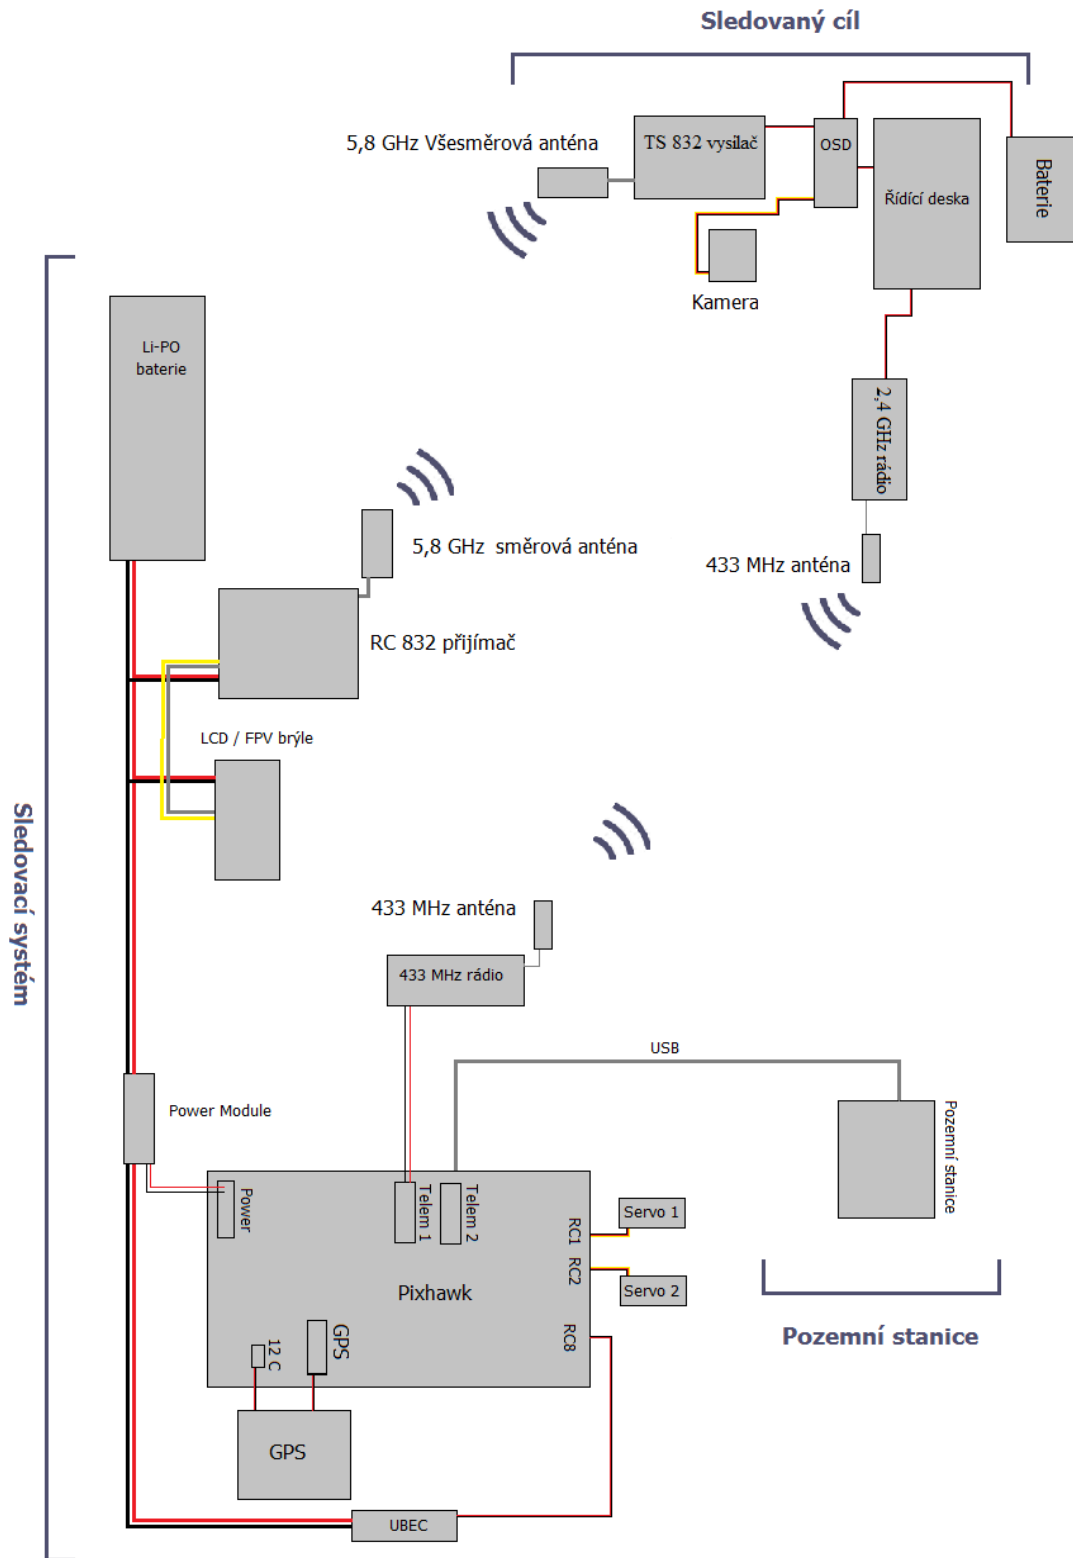 Sledovaný cíl
5,8 GHz Všesměrová anténa
TS 832 vysílač
OSD
Řídící deska
Baterie
Kamera
Li-PO
baterie
2,4 GHz rádio
5,8 GHz směrová anténa
433 MHz anténa
RC 832 přijímač
LCD / FPV brýle
Sledovací systém
433 MHz anténa
433 MHz rádio
USB
Power Module
Pozemní stanice
Power
Telem 1
Telem 2
RC1
Servo 1
RC2
Servo 2
Pixhawk
RC8
12 C
GPS
Pozemní stanice
GPS
UBEC